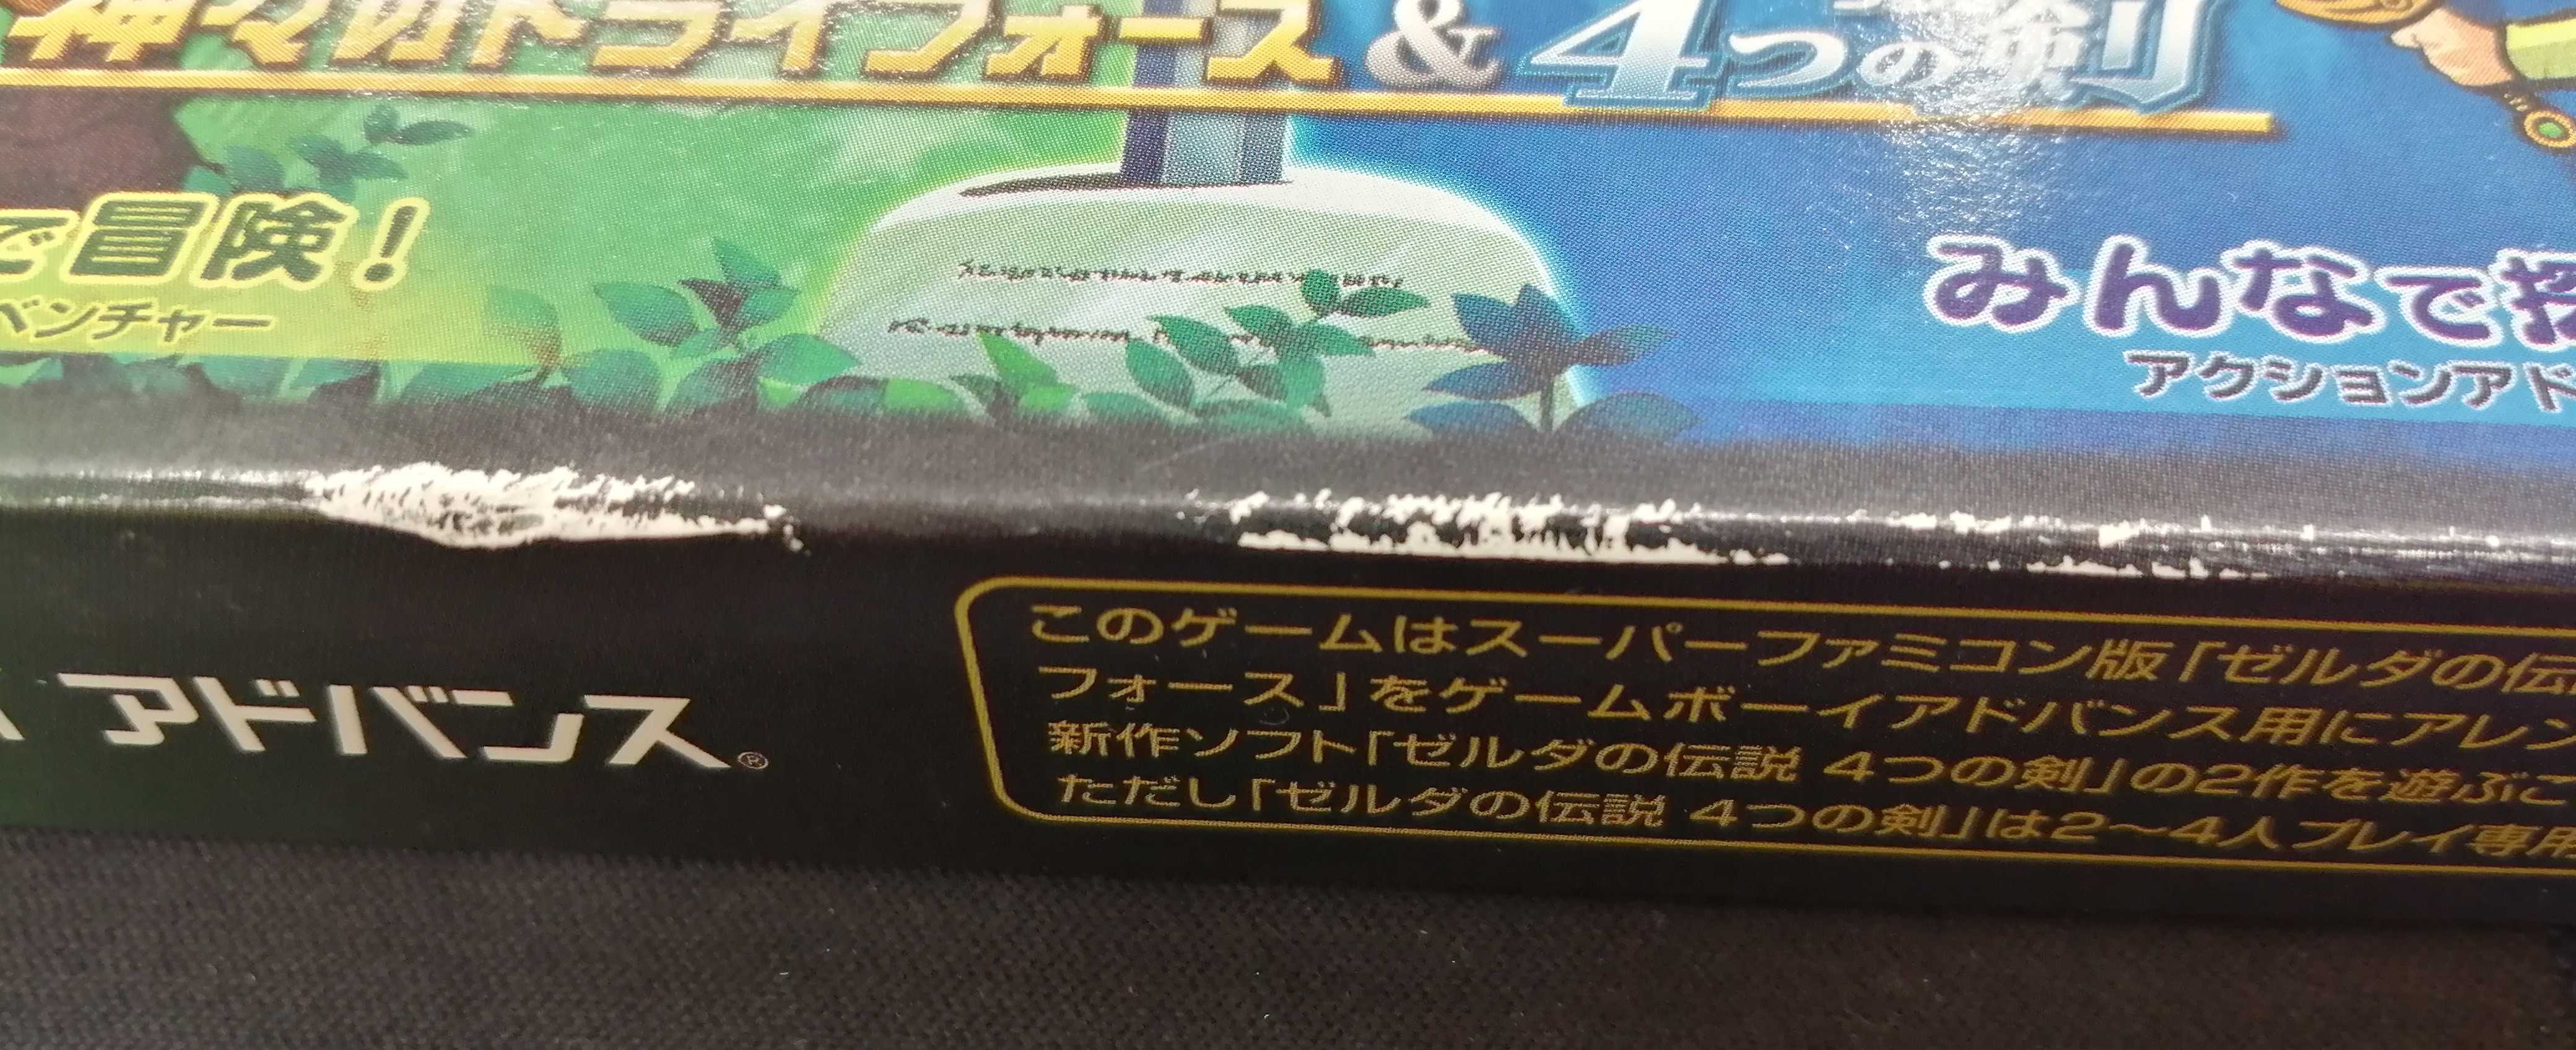 神々のトライフォース & 4つの剣
で冒険!
ベンチャー
みんなで
アクションアド
アドバンス®
このゲームはスーパーファミコン版「ゼルダの伝
フォース」をゲームボーイアドバンス用にアレン
新作ソフト「ゼルダの伝説 4つの剣」の2作を遊ぶこ
ただし「ゼルダの伝説 4つの剣」は2〜4人プレイ専用